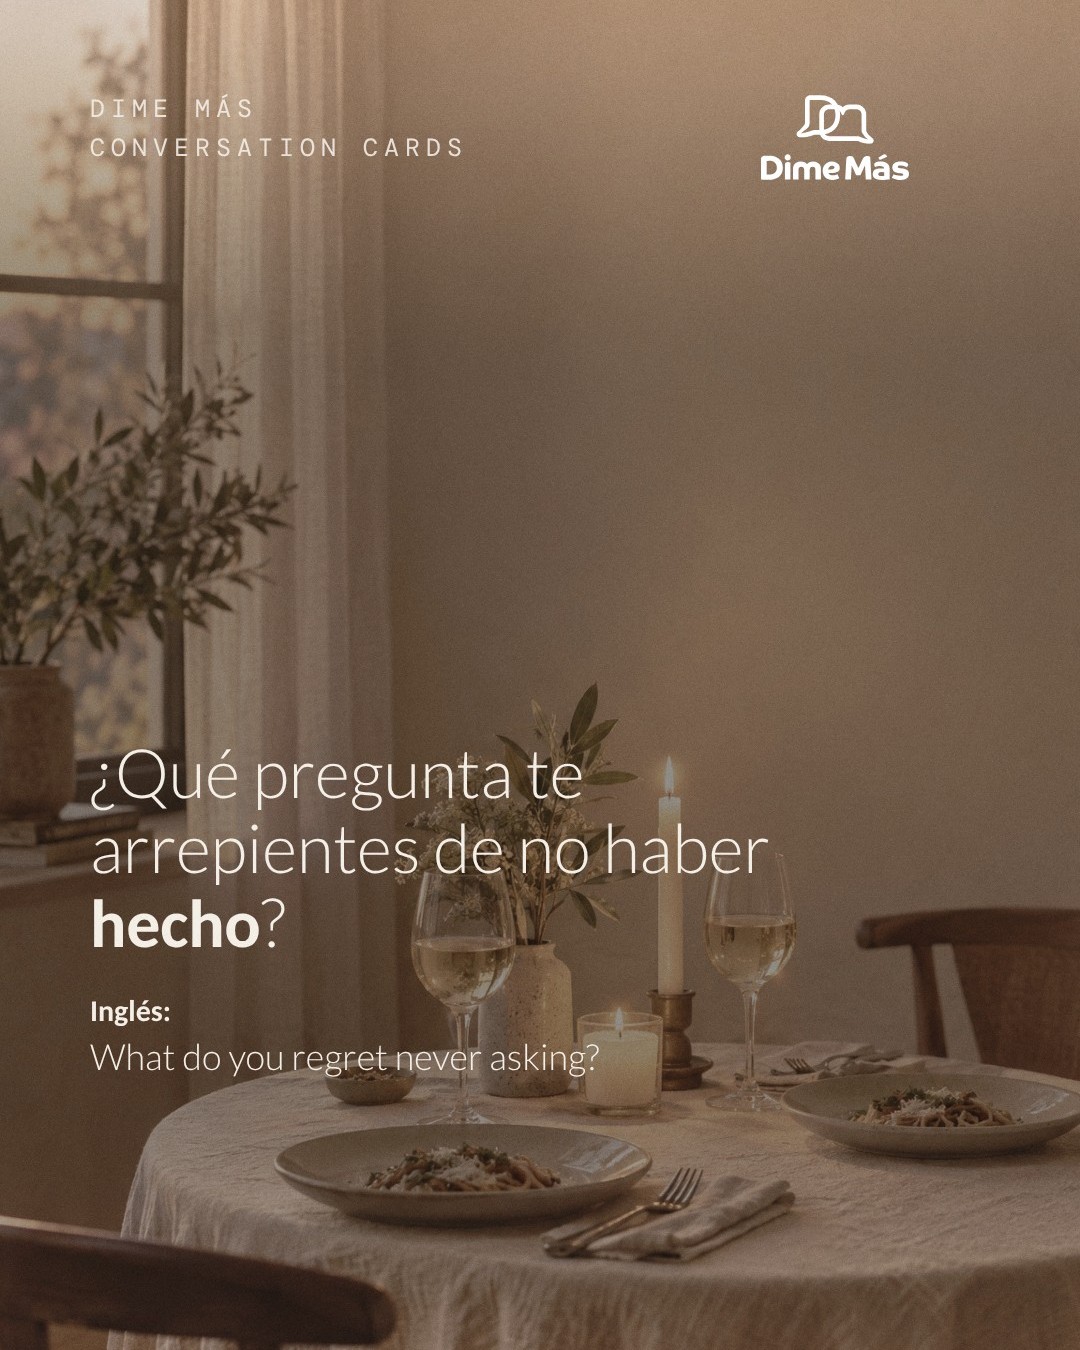 DIME MÁS
CONVERSATION CARDS
Dime Más
¿Qué pregunta te
arrepientes de no haber
hecho?
Inglés:
What do you regret never asking?